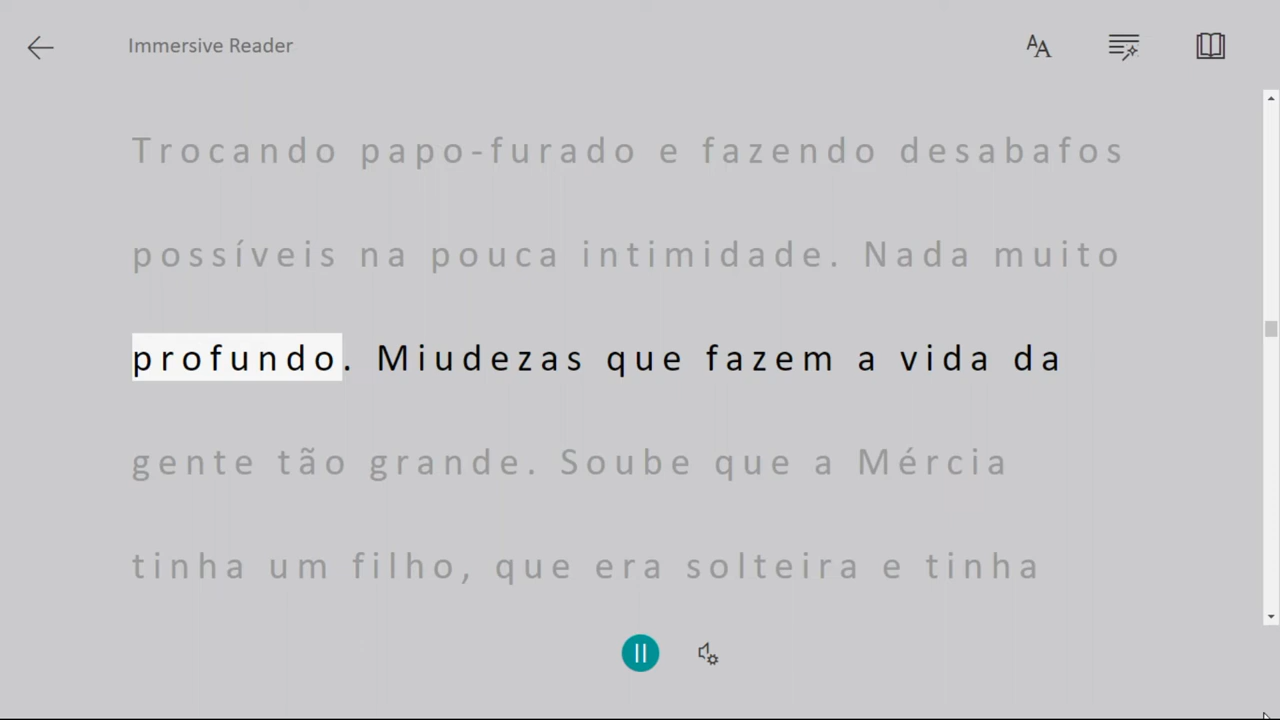 Immersive Reader
Trocando papo-furado e fazendo desabafos
possíveis na pouca intimidade. Nada muito
profundo. Miudezas que fazem a vida da
gente tão grande. Soube que a Mércia
tinha um filho, que era solteira e tinha